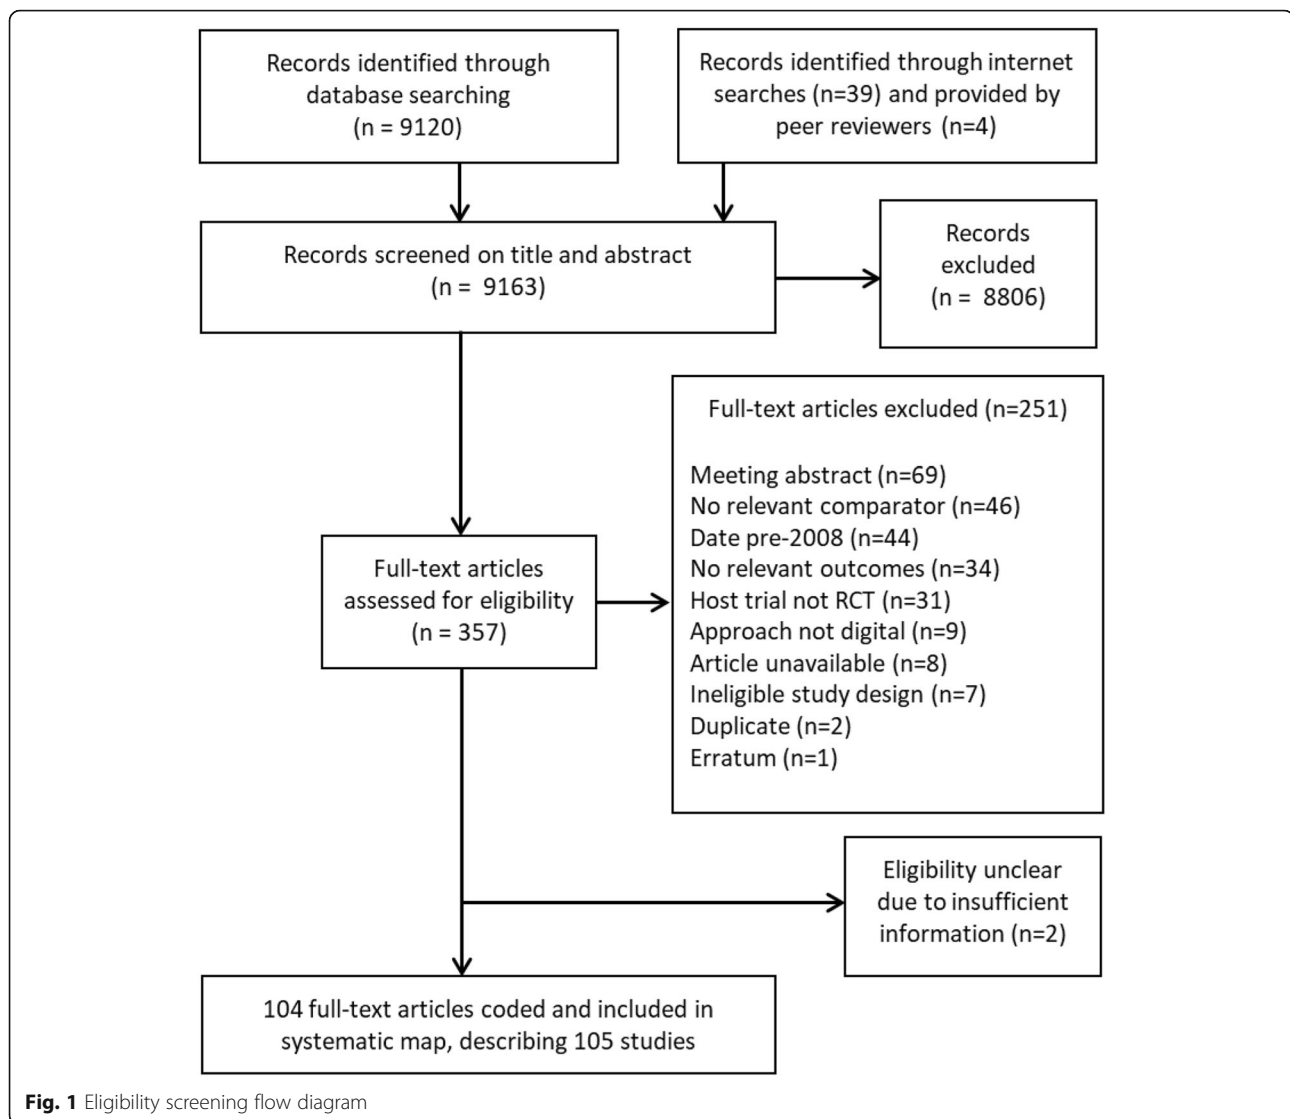 Records identified through
database searching
(n = 9120)
Records identified through internet
searches (n=39) and provided by
peer reviewers (n=4)
Records screened on title and abstract
(n = 9163)
Records
excluded
(n = 8806)
Full-text articles excluded (n=251)
Meeting abstract (n=69)
No relevant comparator (n=46)
Date pre-2008 (n=44)
No relevant outcomes (n=34)
Host trial not RCT (n=31)
Approach not digital (n=9)
Article unavailable (n=8)
Ineligible study design (n=7)
Duplicate (n=2)
Erratum (n=1)
Full-text articles
assessed for eligibility
(n = 357)
Eligibility unclear
due to insufficient
information (n=2)
104 full-text articles coded and included in
systematic map, describing 105 studies
Fig. 1 Eligibility screening flow diagram